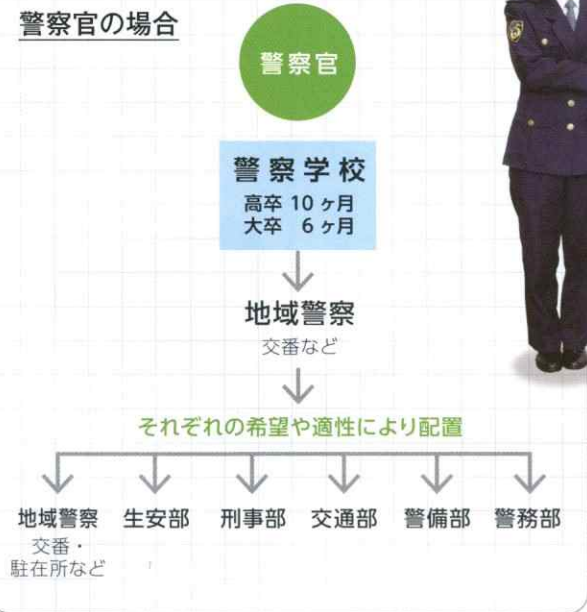 警察官の場合
警察官
警察学校
高卒 10 ヶ月
大卒 6 ヶ月
地域警察
交番など
それぞれの希望や適性により配置
地域警察 生安部 刑事部 交通部 警備部 警務部
交番・
駐在所など